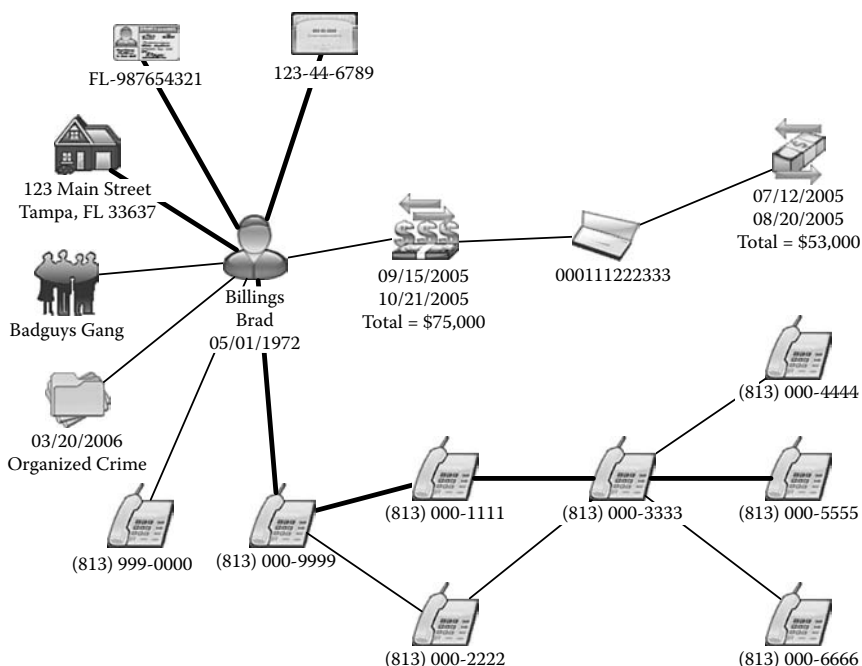 FL-987654321
123-44-6789
123 Main Street
Tampa, FL 33637
07/12/2005
08/20/2005
Total = $53,000
000111222333
09/15/2005
10/21/2005
Total = $75,000
Billings
Brad
05/01/1972
Badguys Gang
03/20/2006
Organized Crime
(813) 000-4444
(813) 999-0000
(813) 000-9999
(813) 000-1111
(813) 000-3333
(813) 000-5555
(813) 000-2222
(813) 000-6666